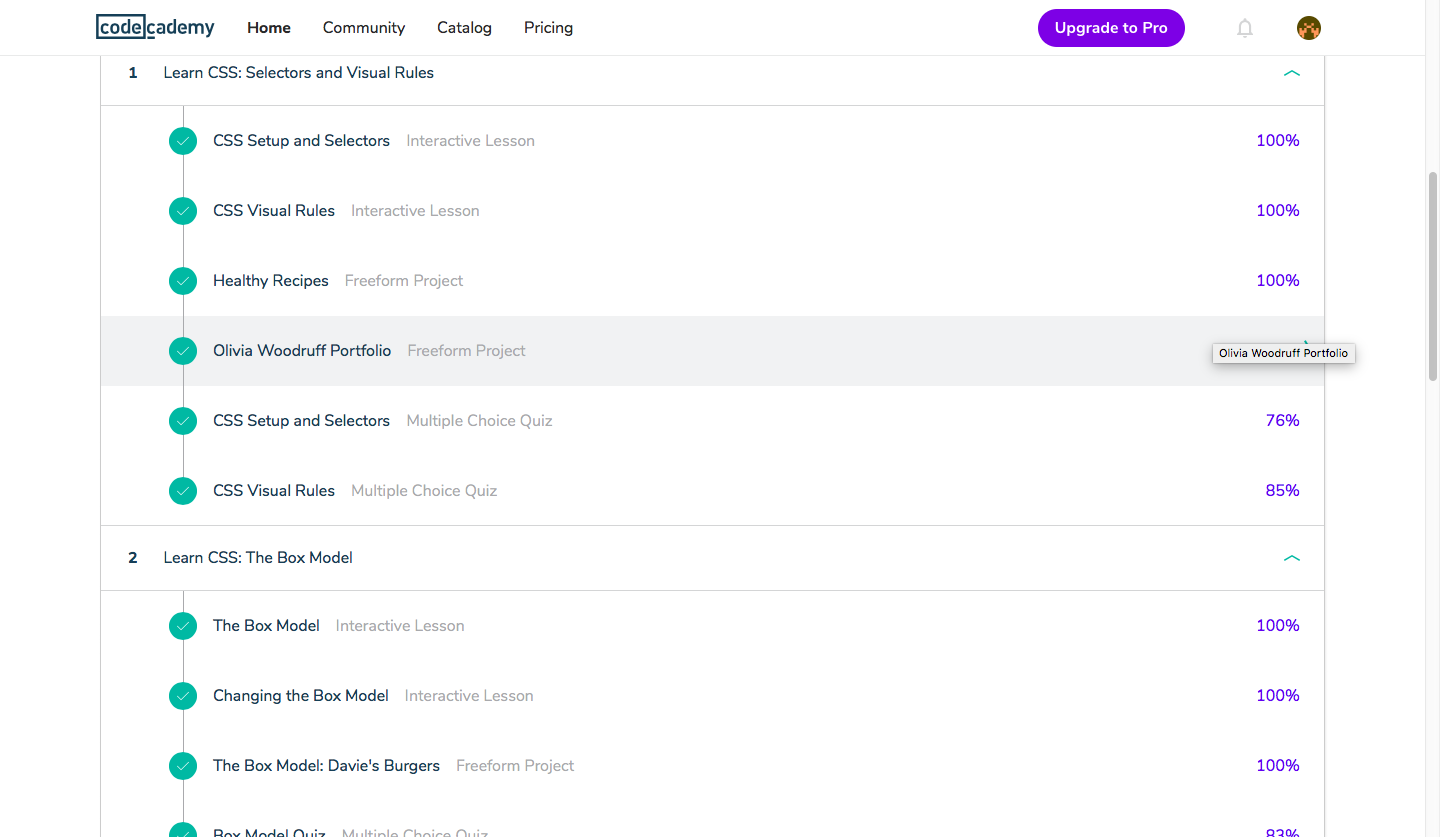 codecademy Home Community Catalog Pricing Upgrade to Pro
1 Learn CSS: Selectors and Visual Rules
CSS Setup and Selectors Interactive Lesson 100%
CSS Visual Rules Interactive Lesson 100%
Healthy Recipes Freeform Project 100%
Olivia Woodruff Portfolio Freeform Project Olivia Woodruff Portfolio
CSS Setup and Selectors Multiple Choice Quiz 76%
CSS Visual Rules Multiple Choice Quiz 85%
2 Learn CSS: The Box Model
The Box Model Interactive Lesson 100%
Changing the Box Model Interactive Lesson 100%
The Box Model: Davie's Burgers Freeform Project 100%
Box Model Quiz Multiple Choice Quiz 83%